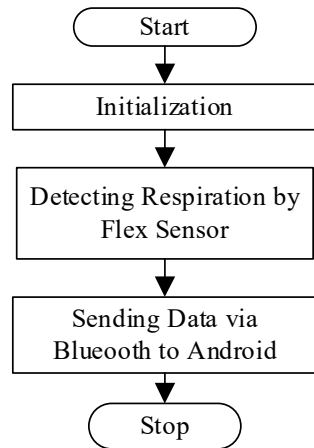 Start
Initialization
Detecting Respiration by
Flex Sensor
Sending Data via
Blueooth to Android
Stop